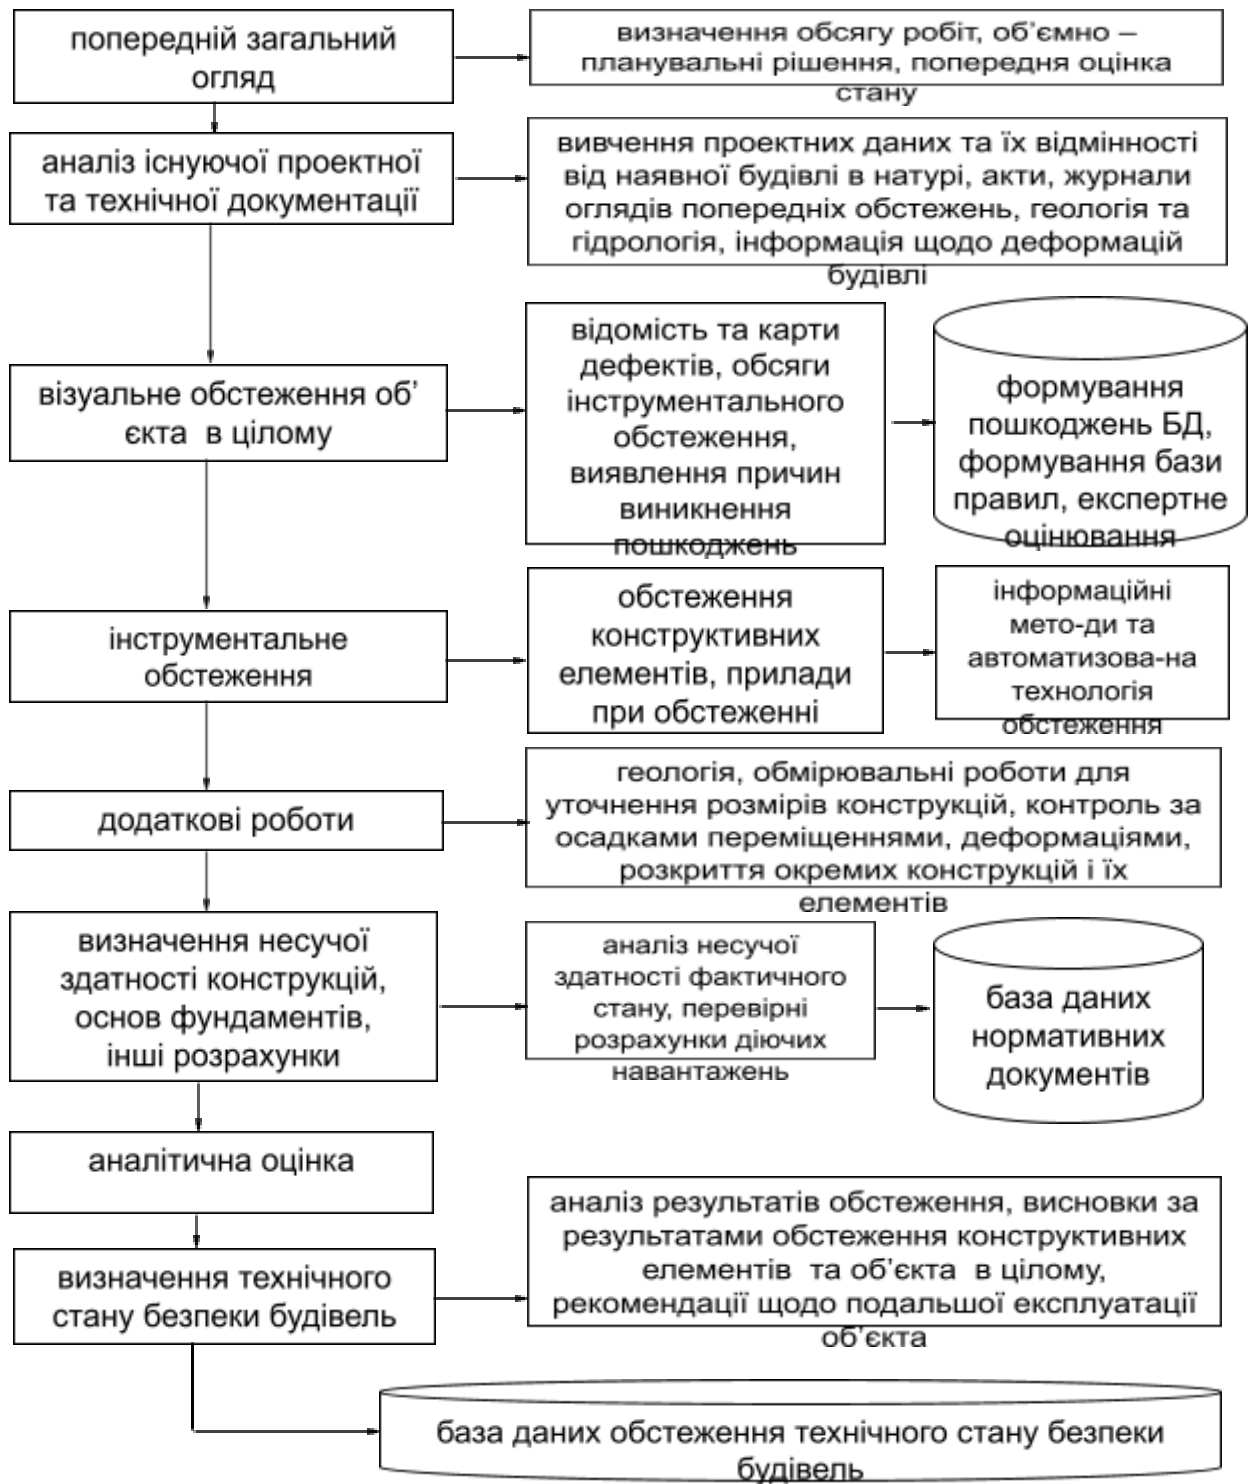 попередній загальний
огляд
визначення обсягу робіт, об’ємно –
планувальні рішення, попередня оцінка
стану
аналіз існуючої проектної
та технічної документації
вивчення проектних даних та їх відмінності
від наявної будівлі в натурі, акти, журнали
оглядів попередніх обстежень, геологія та
гідрологія, інформація щодо деформацій
будівлі
візуальне обстеження об’
єкта в цілому
відомість та карти
дефектів, обсяги
інструментального
обстеження,
виявлення причин
виникнення
пошкоджень
формування
пошкоджень БД,
формування бази
правил, експертне
оцінювання
інструментальне
обстеження
обстеження
конструктивних
елементів, прилади
при обстеженні
інформаційні
мето-ди та
автоматизова-на
технологія
обстеження
додаткові роботи
геологія, обмірювальні роботи для
уточнення розмірів конструкцій, контроль за
осадками переміщеннями, деформаціями,
розкриття окремих конструкцій і їх
елементів
визначення несучої
здатності конструкцій,
основ фундаментів,
інші розрахунки
аналіз несучої
здатності фактичного
стану, перевірні
розрахунки діючих
навантажень
база даних
нормативних
документів
аналітична оцінка
визначення технічного
стану безпеки будівель
аналіз результатів обстеження, висновки за
результатами обстеження конструктивних
елементів та об’єкта в цілому,
рекомендації щодо подальшої експлуатації
об’єкта
база даних обстеження технічного стану безпеки
будівель